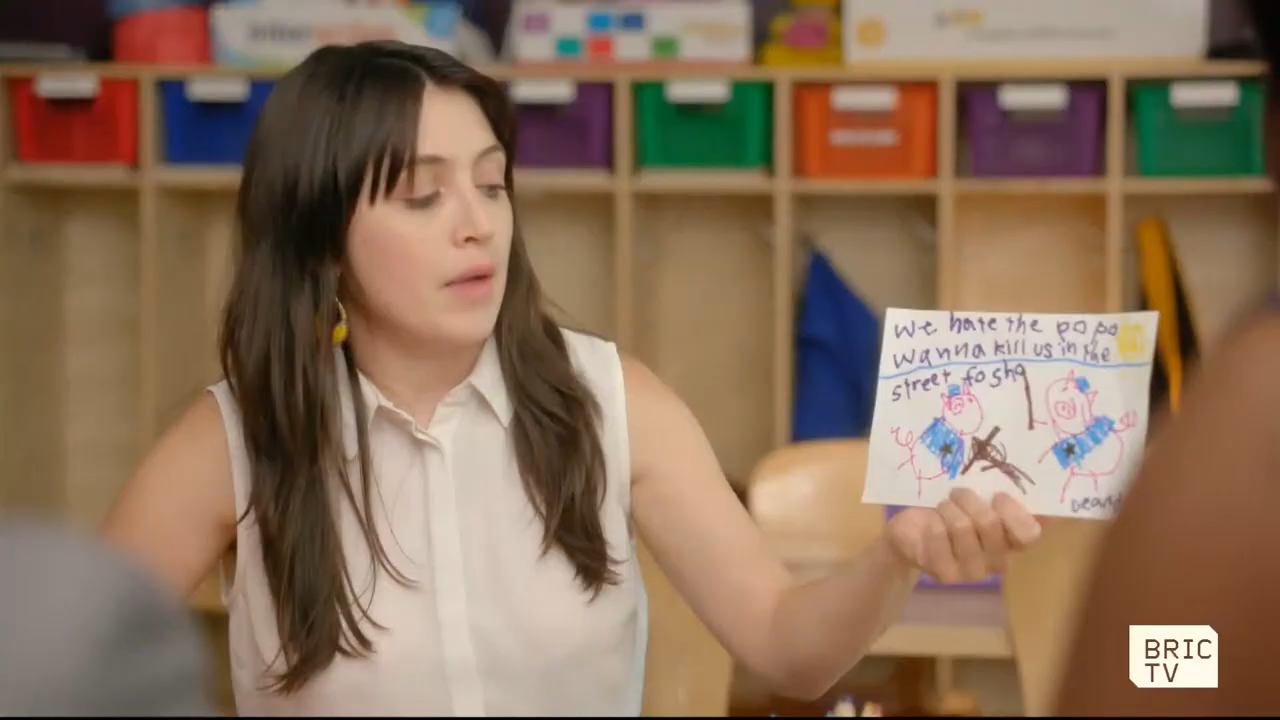 we hate the po po
wanna kill us in the
street fo sho
BRIC
TV